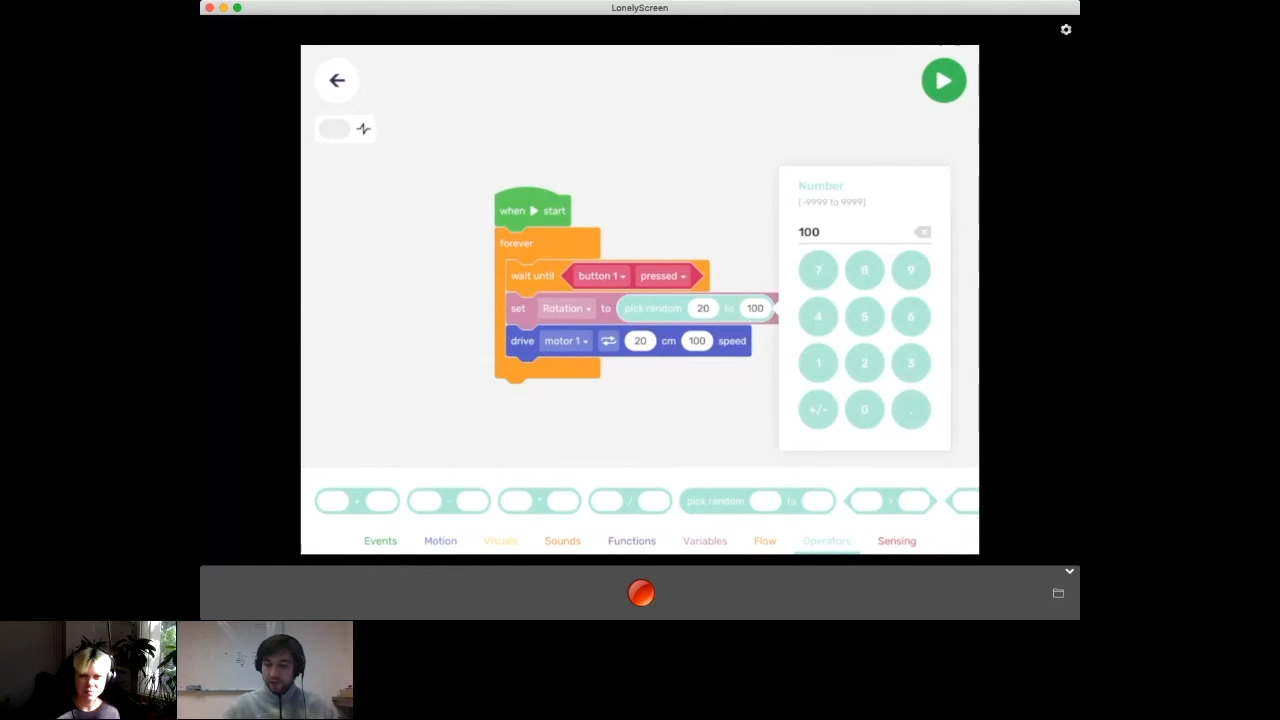 LonelyScreen
when start
forever
wait until button 1 pressed
set Rotation to pick random 20 to 100
drive motor 1 20 cm 100 speed
Number
(-9999 to 9999)
100
7 8 9
4 5 6
1 2 3
+/- 0 .
+ - * / pick random to >
Events Motion Visuals Sounds Functions Variables Flow Operators Sensing